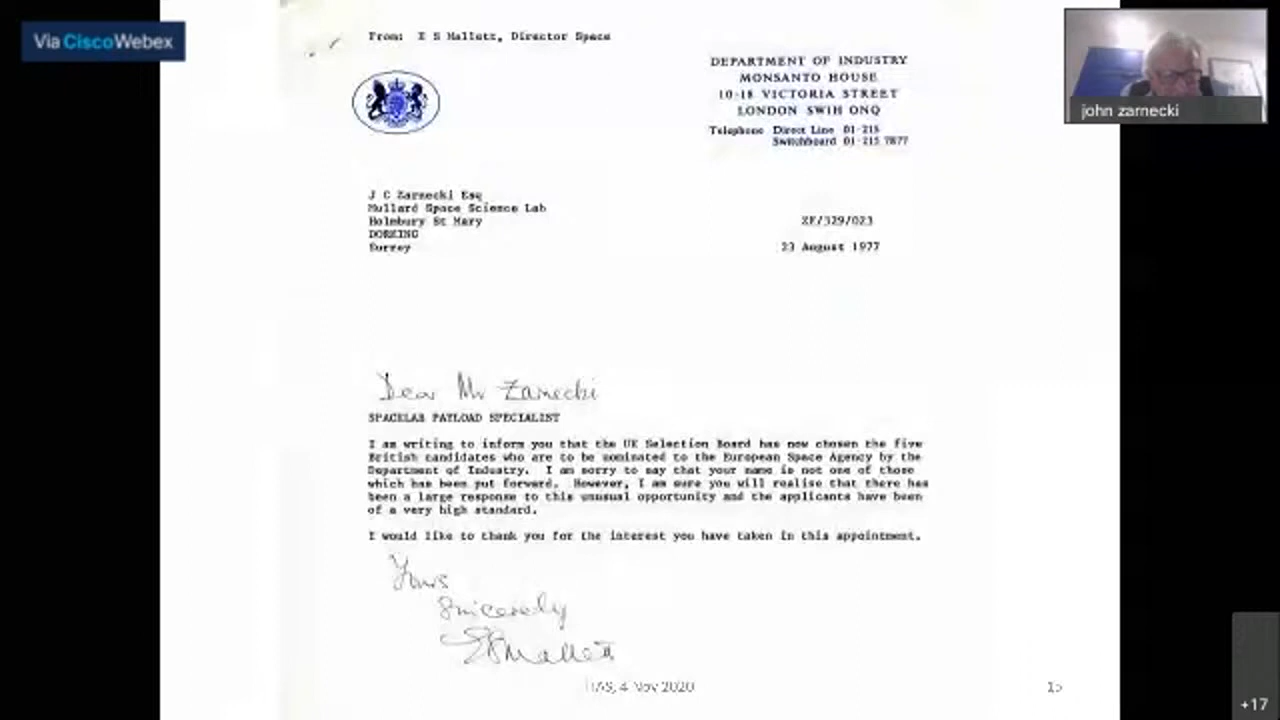 Via Cisco Webex
john zarnecki
From: E S Mallett, Director Space
DEPARTMENT OF INDUSTRY
MONSANTO HOUSE
10-18 VICTORIA STREET
LONDON SW1H 0NQ
Telephone Direct Line 01-215
Switchboard 01-215 7877
J C Zarnecki Esq
Mullard Space Science Lab
Holmbury St Mary
DORKING
Surrey
23 August 1977
Dear Mr Zarnecki
SPACELAB PAYLOAD SPECIALIST
I am writing to inform you that the UK Selection Board has now chosen the five
British candidates who are to be nominated to the European Space Agency by the
Department of Industry. I am sorry to say that your name is not one of those
which has been put forward. However, I am sure you will realise that there has
been a large response to this unusual opportunity and the applicants have been
of a very high standard.
I would like to thank you for the interest you have taken in this appointment.
Yours
Sincerely
ES Mallett
4 Nov 2020
15
+17